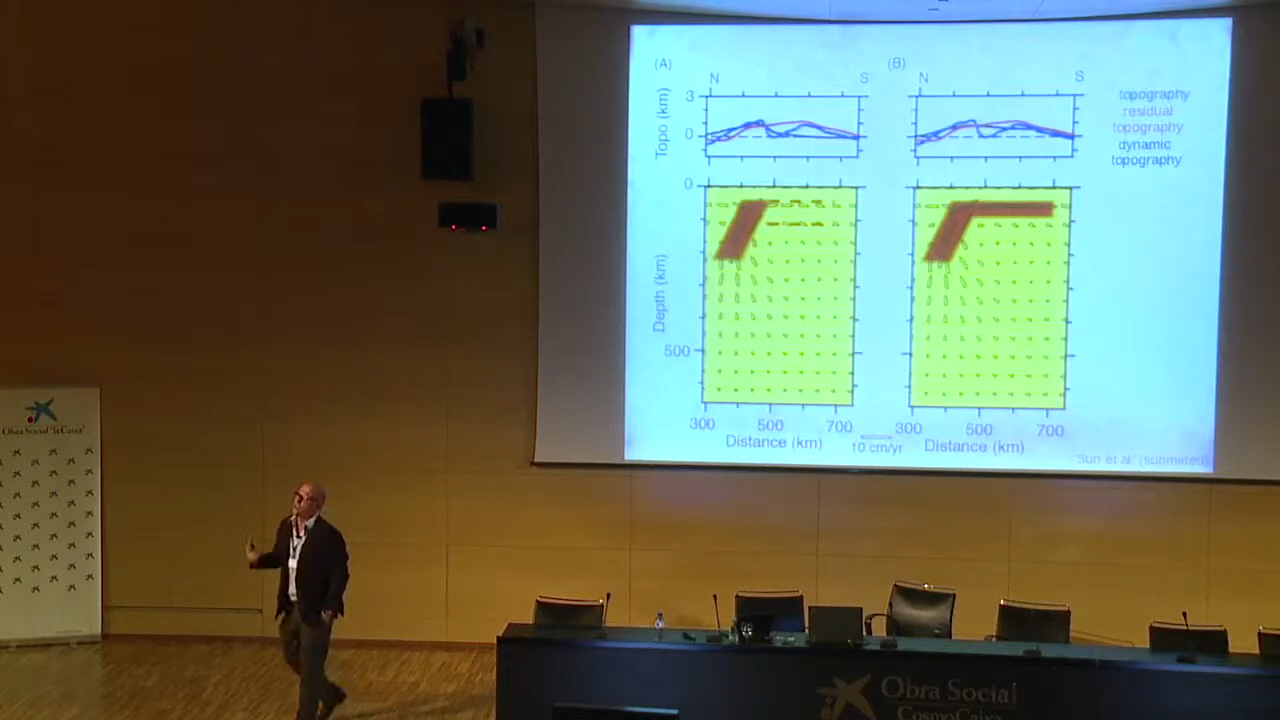 (A)
(B)
N
S
N
S
3
0
Topo (km)
topography
residual
topography
dynamic
topography
0
500
Depth (km)
300
500
700
300
500
700
Distance (km)
10 cm/yr
Distance (km)
Sun et al. (submitted)
Obra Social "la Caixa"
Obra Social
CosmoCaixa